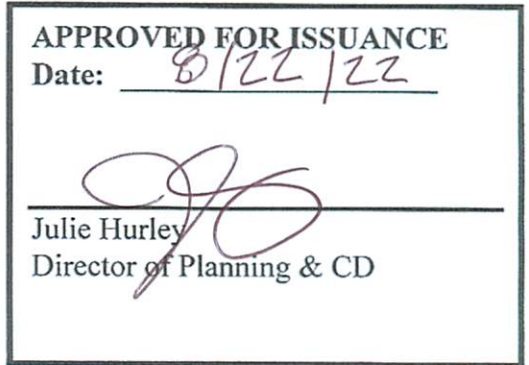 APPROVED FOR ISSUANCE
Date: 8/22/22
Julie Hurley
Director of Planning & CD